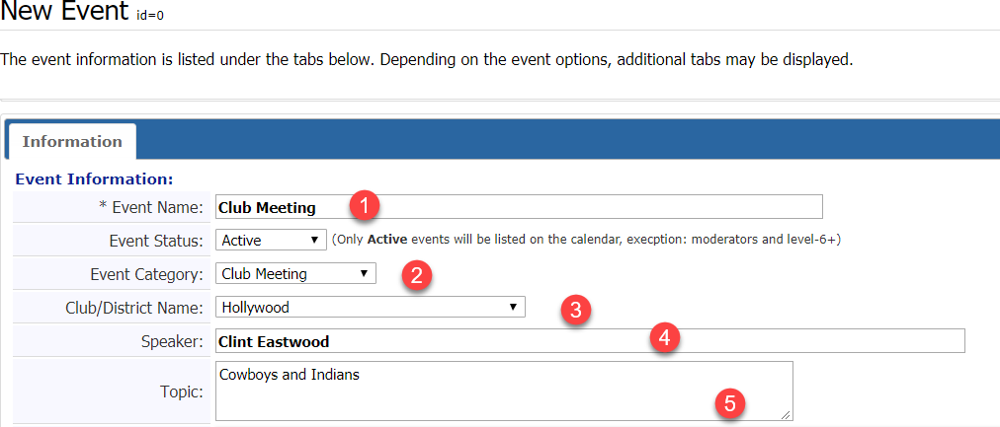 New Event id=0
The event information is listed under the tabs below. Depending on the event options, additional tabs may be displayed.
Information
Event Information:
* Event Name: Club Meeting 1
Event Status: Active (Only Active events will be listed on the calendar, execption: moderators and level-6+)
Event Category: Club Meeting 2
Club/District Name: Hollywood 3
Speaker: Clint Eastwood 4
Topic: Cowboys and Indians 5